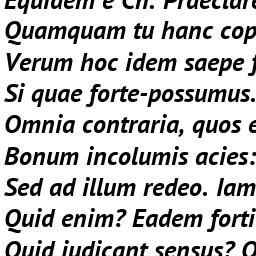 Equidem e Cn. Praeclare
Quamquam tu hanc cop
Verum hoc idem saepe f
Si quae forte-possumus.
Omnia contraria, quos e
Bonum incolumis acies:
Sed ad illum redeo. Iam
Quid enim? Eadem forti
Quid iudicant sensus? O